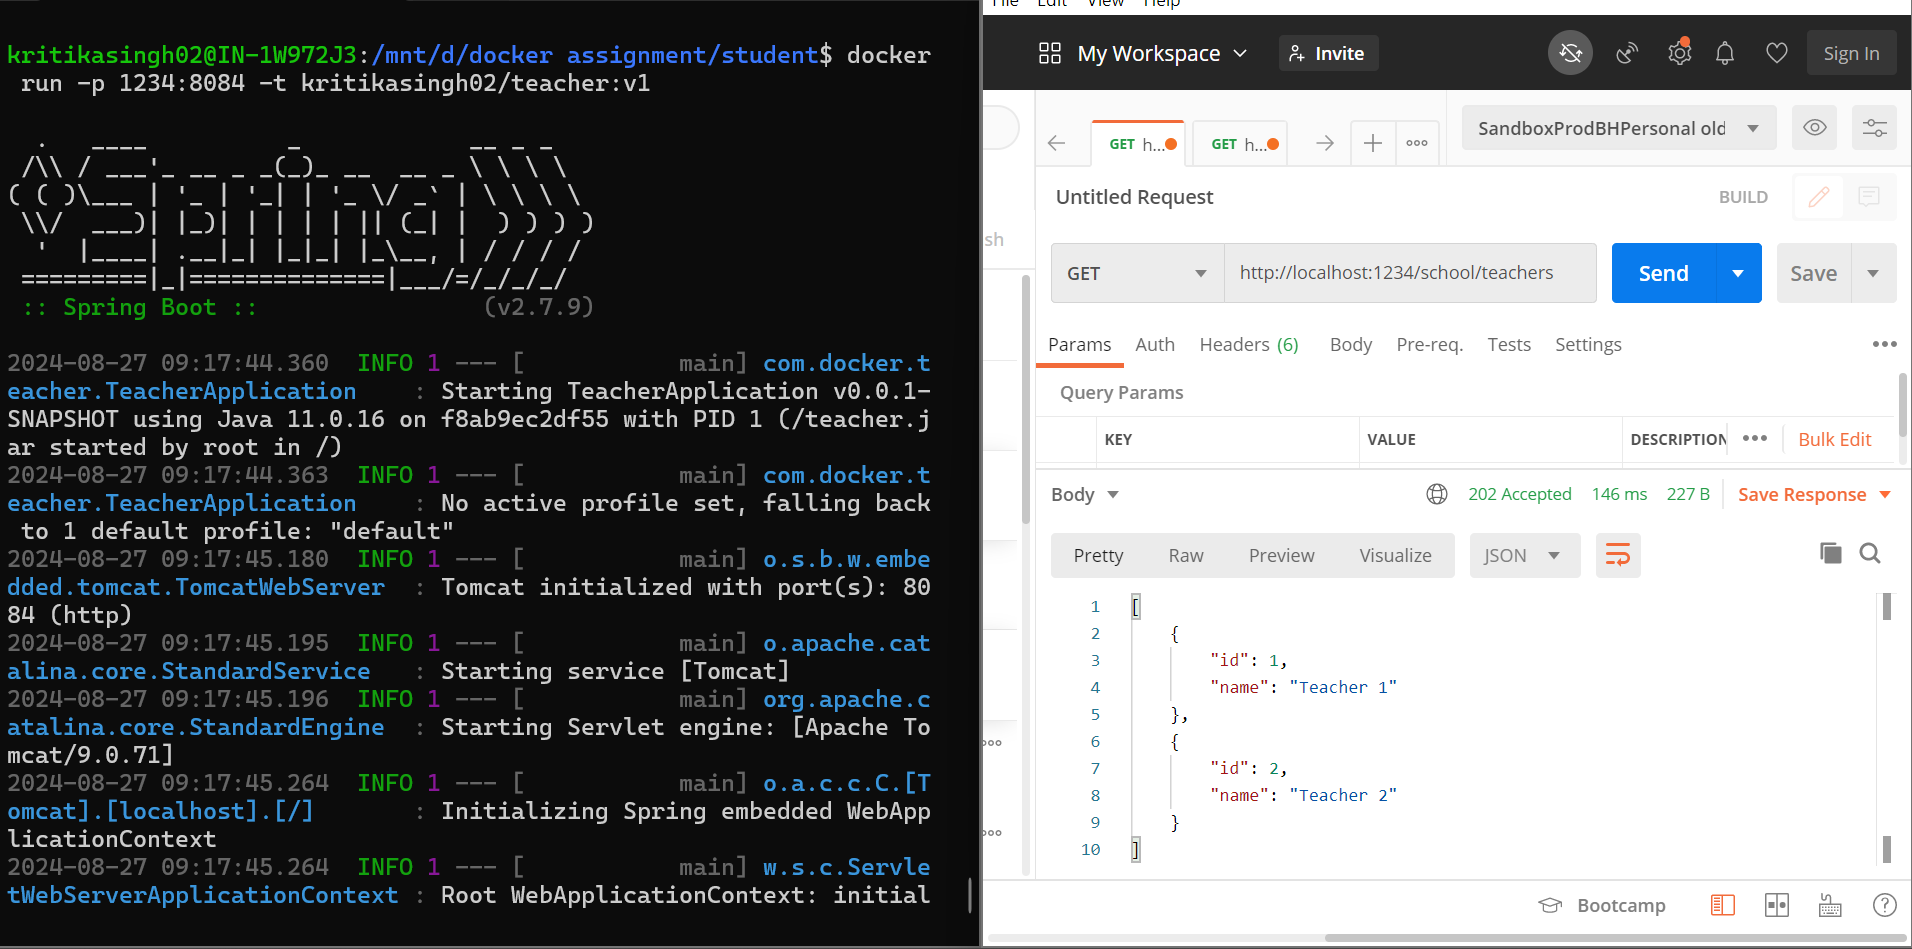 kritikasingh02@IN-1W972J3:/mnt/d/docker assignment/student$ docker
run -p 1234:8084 -t kritikasingh02/teacher:v1
  .   ____          _            __ _ _
 /\\ / ___'_ __ _ _(_)_ __  __ _ \ \ \ \
( ( )\___ | '_ | '_| | '_ \/ _` | \ \ \ \
 \\/  ___)| |_)| | | | | || (_| |  ) ) ) )
  '  |____| .__|_| |_|_| |_\__, | / / / /
 =========|_|==============|___/=/_/_/_/
 :: Spring Boot ::                (v2.7.9)
2024-08-27 09:17:44.360  INFO 1 --- [           main] com.docker.t
eacher.TeacherApplication    : Starting TeacherApplication v0.0.1-
SNAPSHOT using Java 11.0.16 on f8ab9ec2df55 with PID 1 (/teacher.j
ar started by root in /)
2024-08-27 09:17:44.363  INFO 1 --- [           main] com.docker.t
eacher.TeacherApplication    : No active profile set, falling back
 to 1 default profile: "default"
2024-08-27 09:17:45.180  INFO 1 --- [           main] o.s.b.w.embe
dded.tomcat.TomcatWebServer  : Tomcat initialized with port(s): 80
84 (http)
2024-08-27 09:17:45.195  INFO 1 --- [           main] o.apache.cat
alina.core.StandardService   : Starting service [Tomcat]
2024-08-27 09:17:45.196  INFO 1 --- [           main] org.apache.c
atalina.core.StandardEngine  : Starting Servlet engine: [Apache To
mcat/9.0.71]
2024-08-27 09:17:45.264  INFO 1 --- [           main] o.a.c.c.C.[T
omcat].[localhost].[/]       : Initializing Spring embedded WebApp
licationContext
2024-08-27 09:17:45.264  INFO 1 --- [           main] w.s.c.Servle
tWebServerApplicationContext : Root WebApplicationContext: initial
File Edit View Help
My Workspace Invite Sign In
GET h... GET h... SandboxProdBHPersonal old
Untitled Request BUILD
sh
GET http://localhost:1234/school/teachers Send Save
Params Auth Headers (6) Body Pre-req. Tests Settings
Query Params
KEY VALUE DESCRIPTION Bulk Edit
Body 202 Accepted 146 ms 227 B Save Response
Pretty Raw Preview Visualize JSON
1 [
2 {
3 "id": 1,
4 "name": "Teacher 1"
5 },
6 {
7 "id": 2,
8 "name": "Teacher 2"
9 }
10 ]
Bootcamp